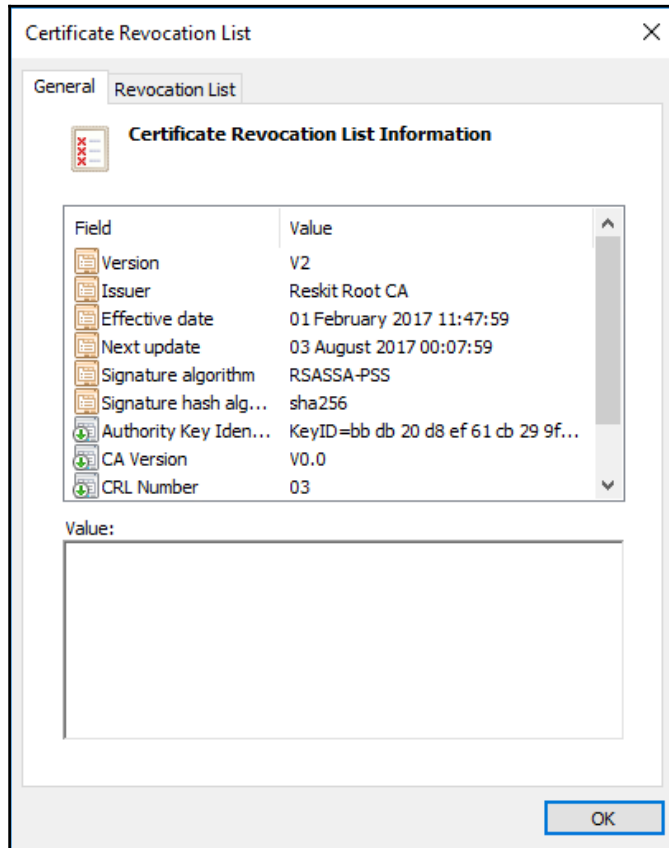 Certificate Revocation List
General Revocation List
Certificate Revocation List Information
Field Value
Version V2
Issuer Reskit Root CA
Effective date 01 February 2017 11:47:59
Next update 03 August 2017 00:07:59
Signature algorithm RSASSA-PSS
Signature hash alg... sha256
Authority Key Iden... KeyID=bb db 20 d8 ef 61 cb 29 9f...
CA Version V0.0
CRL Number 03
Value:
OK